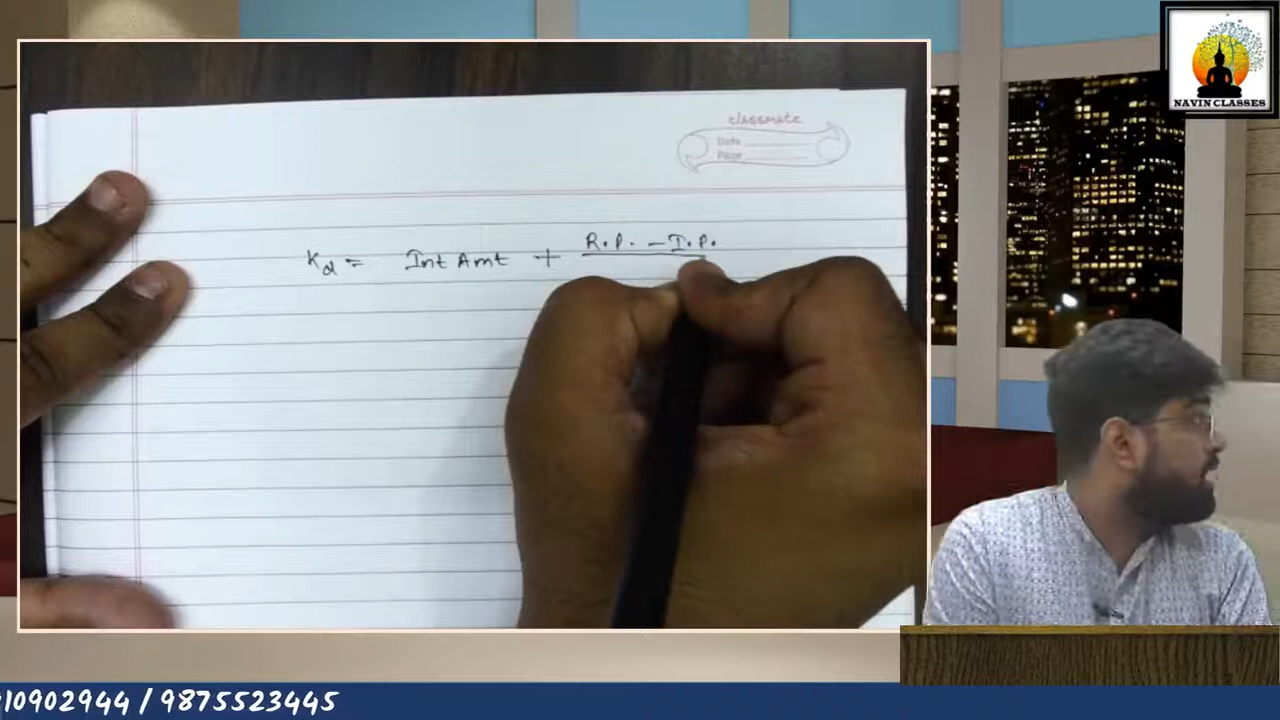 NAVIN CLASSES
classmate
Date
Page
Kd = Int Amt + R.P. - I.P.
10902944 / 9875523445